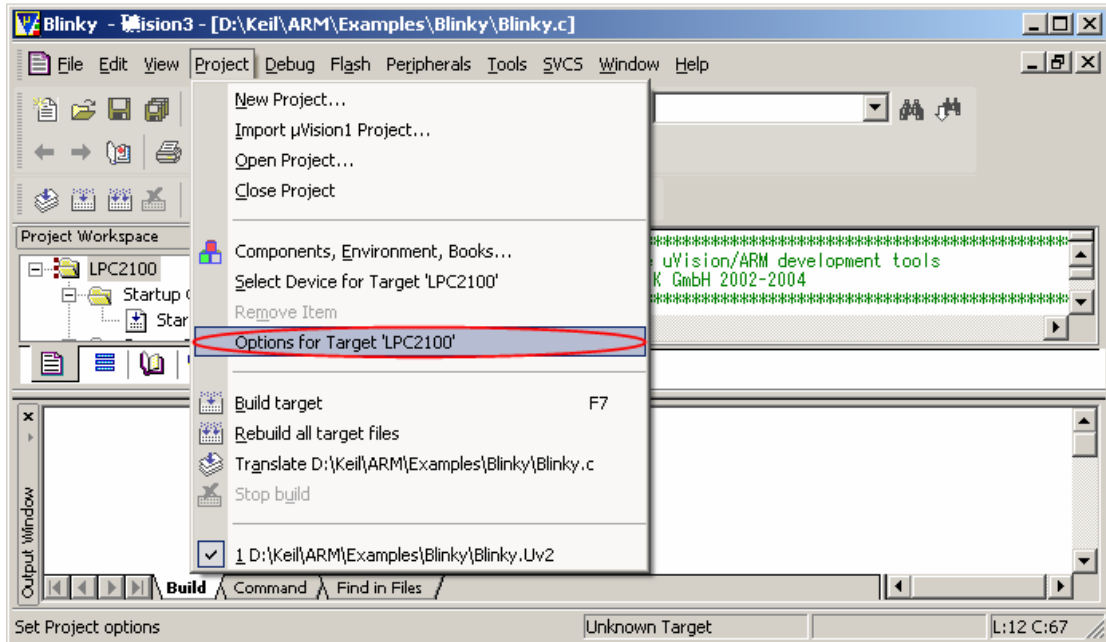 Blinky - µVision3 - [D:\Keil\ARM\Examples\Blinky\Blinky.c]
File Edit View Project Debug Flash Peripherals Tools SVCS Window Help
New Project...
Import µVision1 Project...
Open Project...
Close Project
Components, Environment, Books...
Select Device for Target 'LPC2100'
Remove Item
Options for Target 'LPC2100'
Build target F7
Rebuild all target files
Translate D:\Keil\ARM\Examples\Blinky\Blinky.c
Stop build
1 D:\Keil\ARM\Examples\Blinky\Blinky.Uv2
Project Workspace
LPC2100
Startup
Star
uVision/ARM development tools
K GmbH 2002-2004
Output Window
Build Command Find in Files
Set Project options Unknown Target L:12 C:67